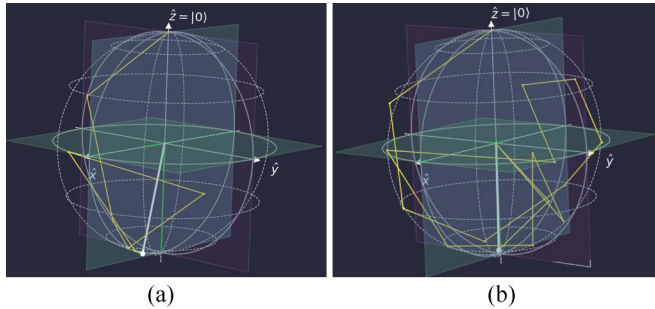 ẑ = |0⟩
x̂
ŷ
(a)
ẑ = |0⟩
x̂
ŷ
(b)